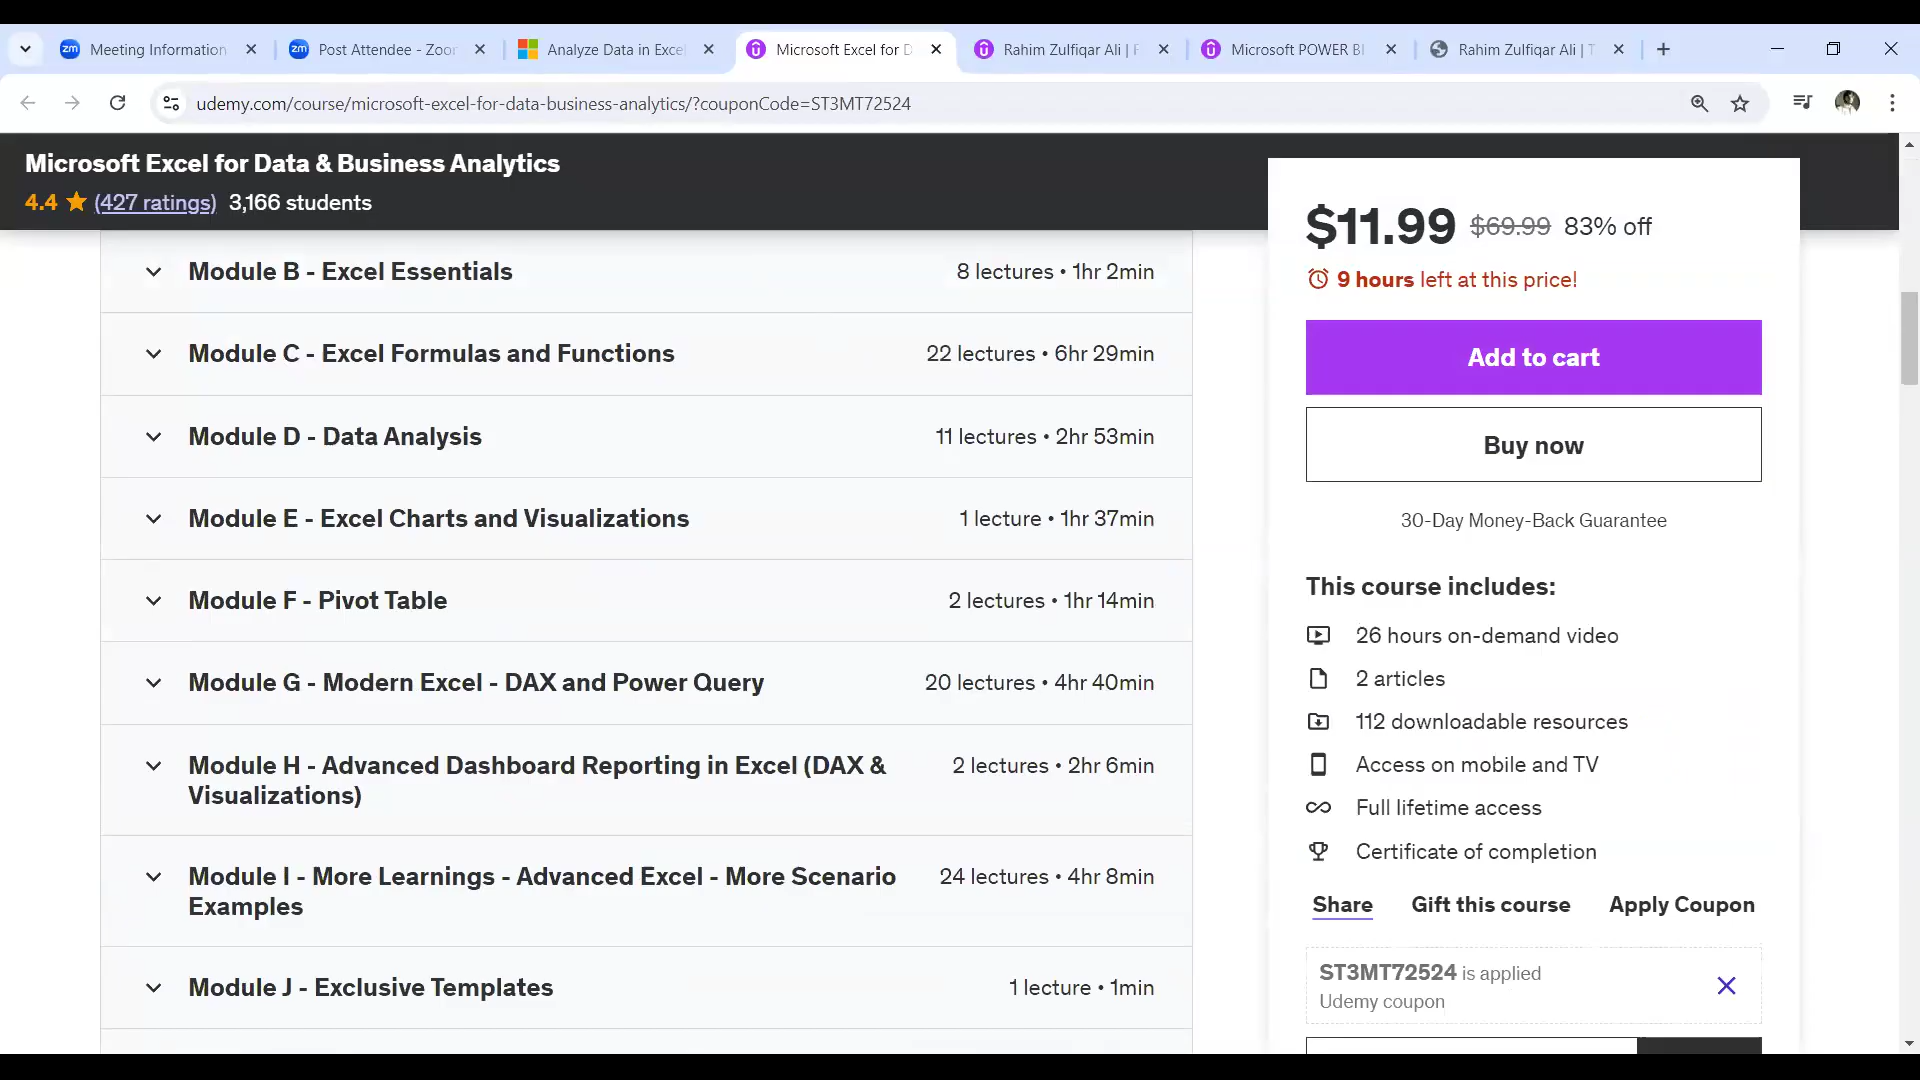 Meeting Information
Post Attendee - Zoo
Analyze Data in Exce
Microsoft Excel for D
Rahim Zulfiqar Ali |
Microsoft POWER BI
Rahim Zulfiqar Ali |
udemy.com/course/microsoft-excel-for-data-business-analytics/?couponCode=ST3MT72524
Microsoft Excel for Data & Business Analytics
4.4 (427 ratings) 3,166 students
Module B - Excel Essentials 8 lectures • 1hr 2min
Module C - Excel Formulas and Functions 22 lectures • 6hr 29min
Module D - Data Analysis 11 lectures • 2hr 53min
Module E - Excel Charts and Visualizations 1 lecture • 1hr 37min
Module F - Pivot Table 2 lectures • 1hr 14min
Module G - Modern Excel - DAX and Power Query 20 lectures • 4hr 40min
Module H - Advanced Dashboard Reporting in Excel (DAX & 2 lectures • 2hr 6min
Visualizations)
Module I - More Learnings - Advanced Excel - More Scenario 24 lectures • 4hr 8min
Examples
Module J - Exclusive Templates 1 lecture • 1min
$11.99 $69.99 83% off
9 hours left at this price!
Add to cart
Buy now
30-Day Money-Back Guarantee
This course includes:
26 hours on-demand video
2 articles
112 downloadable resources
Access on mobile and TV
Full lifetime access
Certificate of completion
Share Gift this course Apply Coupon
ST3MT72524 is applied
Udemy coupon